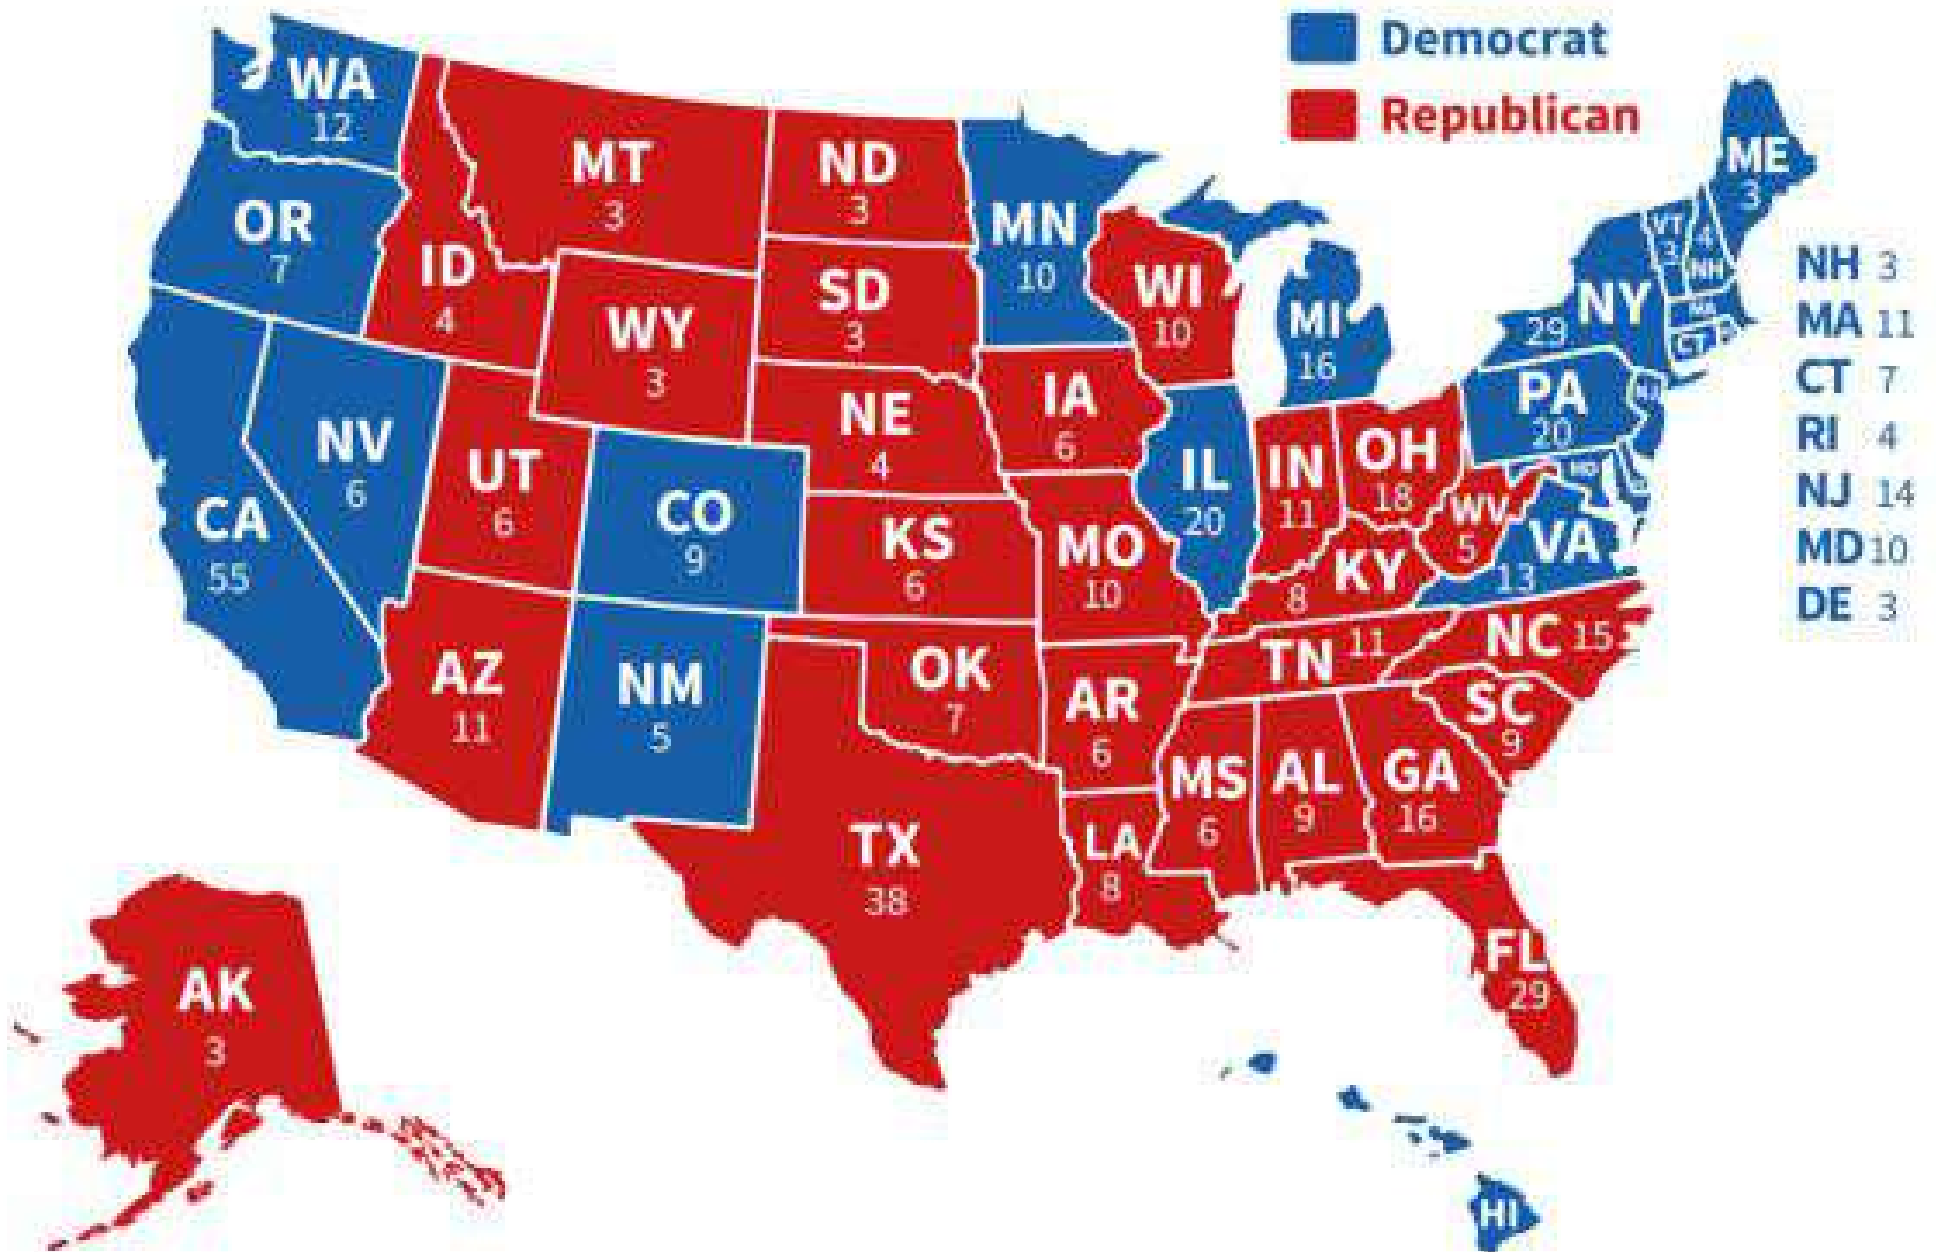 Democrat
Republican
WA
12
OR
7
CA
55
NV
6
ID
4
MT
3
WY
3
UT
6
CO
9
AZ
11
NM
5
ND
3
SD
3
NE
4
KS
6
OK
7
TX
38
MN
10
IA
6
MO
10
AR
6
LA
8
WI
10
IL
20
MI
16
IN
11
OH
18
KY
8
TN 11
MS
6
AL
9
GA
16
FL
29
SC
9
NC 15
VA
13
WV
5
PA
20
NY
29
VT
3
4
NH
ME
3
CT
MD
NH 3
MA 11
CT 7
RI 4
NJ 14
MD 10
DE 3
AK
3
HI